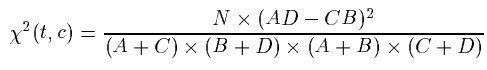 χ²(t, c) = N × (AD − CB)² / (A + C) × (B + D) × (A + B) × (C + D)